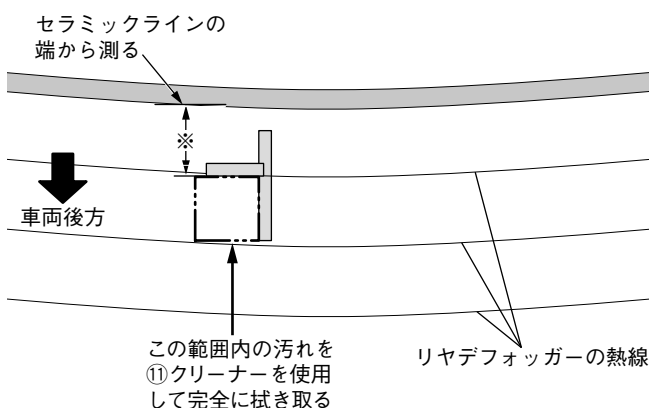 セラミックラインの
端から測る
※
車両後方
この範囲内の汚れを
⑪クリーナーを使用
して完全に拭き取る
リヤデフォッガーの熱線